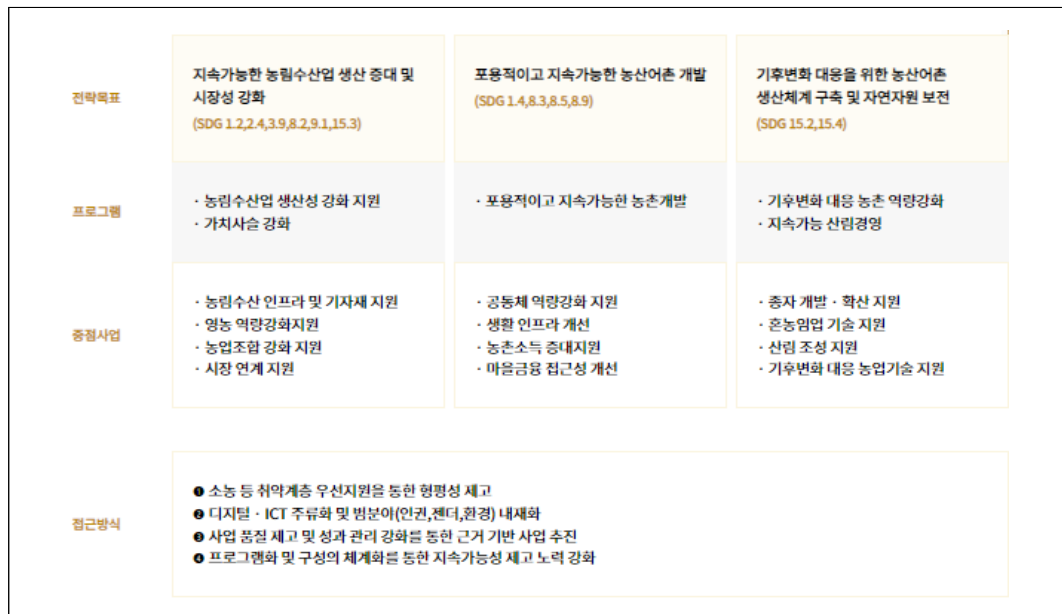 전략목표
지속가능한 농림수산업 생산 증대 및
시장성 강화
(SDG 1.2,2.4,3.9,8.2,9.1,15.3)
포용적이고 지속가능한 농산어촌 개발
(SDG 1.4,8.3,8.5,8.9)
기후변화 대응을 위한 농산어촌
생산체계 구축 및 자연자원 보전
(SDG 15.2,15.4)
프로그램
· 농림수산업 생산성 강화 지원
· 가치사슬 강화
· 포용적이고 지속가능한 농촌개발
· 기후변화 대응 농촌 역량강화
· 지속가능 산림경영
중점사업
· 농림수산 인프라 및 기자재 지원
· 영농 역량강화지원
· 농업조합 강화 지원
· 시장 연계 지원
· 공동체 역량강화 지원
· 생활 인프라 개선
· 농촌소득 증대지원
· 마을금융 접근성 개선
· 종자 개발 · 확산 지원
· 혼농임업 기술 지원
· 산림 조성 지원
· 기후변화 대응 농업기술 지원
접근방식
❶ 소농 등 취약계층 우선지원을 통한 형평성 제고
❷ 디지털 · ICT 주류화 및 범분야(인권,젠더,환경) 내재화
❸ 사업 품질 제고 및 성과 관리 강화를 통한 근거 기반 사업 추진
❹ 프로그램화 및 구성의 체계화를 통한 지속가능성 제고 노력 강화